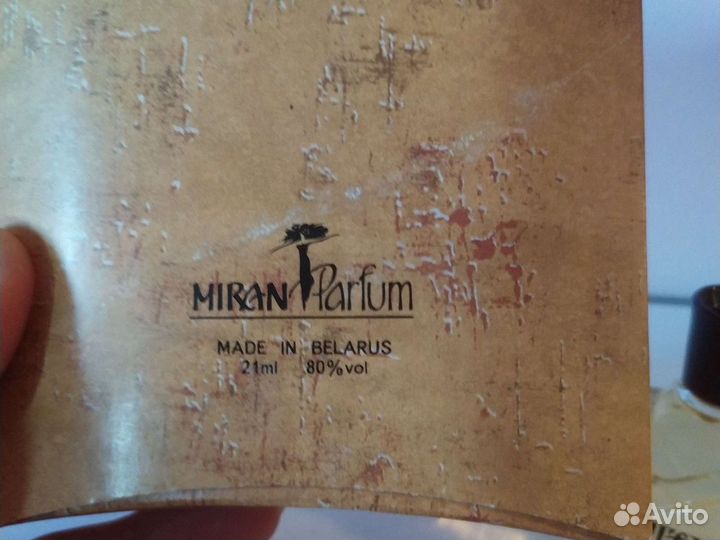 MIRAN Parfum
MADE IN BELARUS
21ml 80%vol
Avito